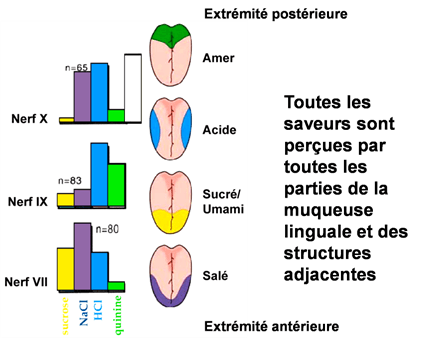 Extrémité postérieure
n=65
Amer
Nerf X
Acide
Toutes les
saveurs sont
perçues par
toutes les
parties de la
muqueuse
linguale et des
structures
adjacentes
n=83
Nerf IX
Sucré/
Umami
n=80
Nerf VII
Salé
sucrose
NaCl
HCl
quinine
Extrémité antérieure